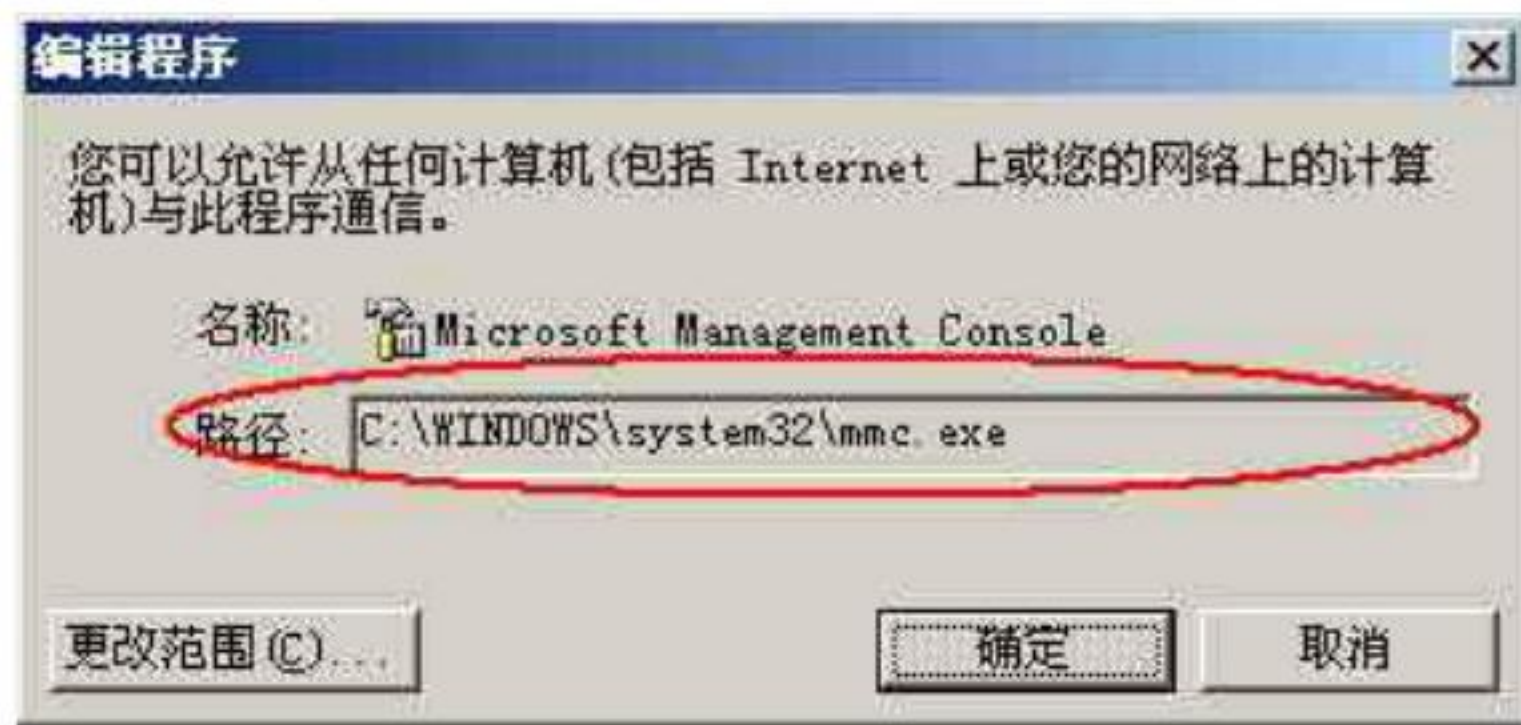 编辑程序
您可以允许从任何计算机(包括 Internet 上或您的网络上的计算
机)与此程序通信。
名称: Microsoft Management Console
路径: C:\WINDOWS\system32\mmc.exe
更改范围(C)...
确定
取消